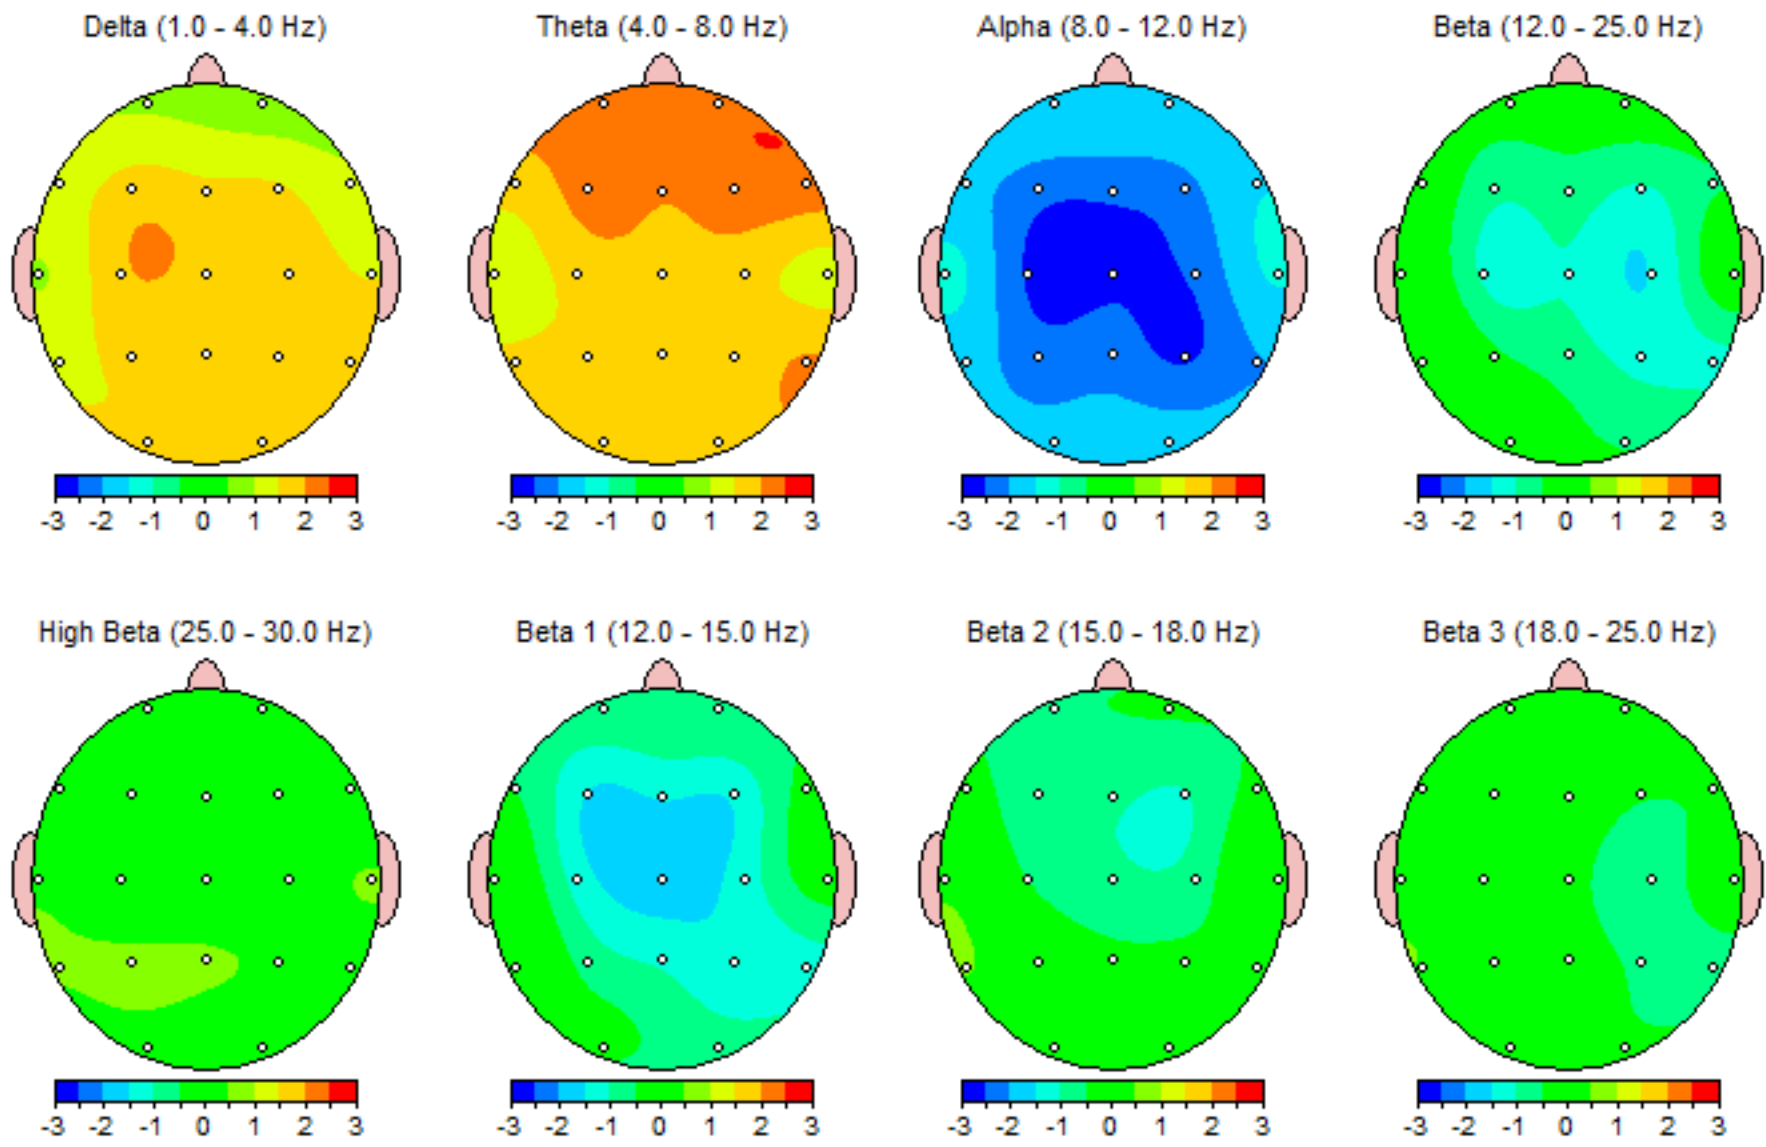 Delta (1.0 - 4.0 Hz)
Theta (4.0 - 8.0 Hz)
Alpha (8.0 - 12.0 Hz)
Beta (12.0 - 25.0 Hz)
-3 -2 -1 0 1 2 3
-3 -2 -1 0 1 2 3
-3 -2 -1 0 1 2 3
-3 -2 -1 0 1 2 3
High Beta (25.0 - 30.0 Hz)
Beta 1 (12.0 - 15.0 Hz)
Beta 2 (15.0 - 18.0 Hz)
Beta 3 (18.0 - 25.0 Hz)
-3 -2 -1 0 1 2 3
-3 -2 -1 0 1 2 3
-3 -2 -1 0 1 2 3
-3 -2 -1 0 1 2 3